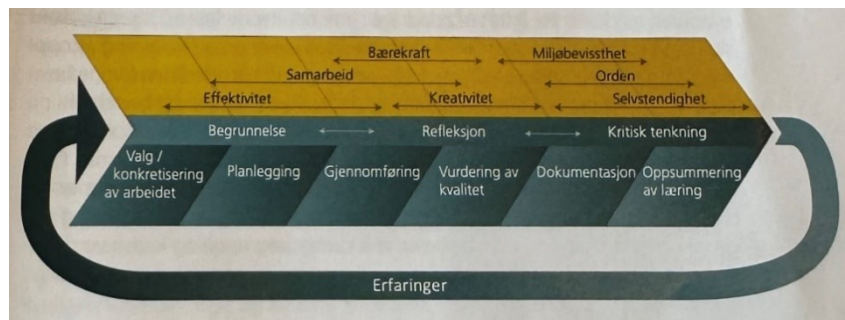 Bærekraft
Miljøbevissthet
Samarbeid
Orden
Effektivitet
Kreativitet
Selvstendighet
Begrunnelse
Refleksjon
Kritisk tenkning
Valg /
konkretisering
av arbeidet
Planlegging
Gjennomføring
Vurdering av
kvalitet
Dokumentasjon
Oppsummering
av læring
Erfaringer